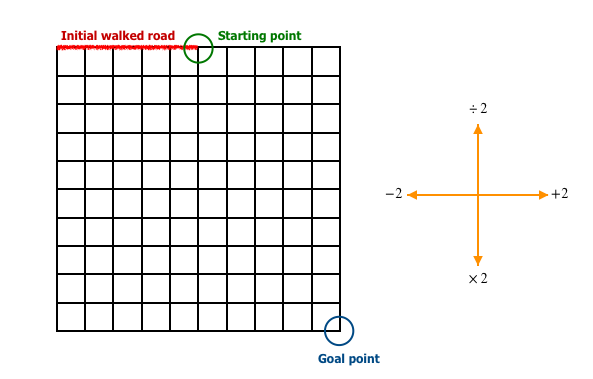 Initial walked road
Starting point
÷ 2
−2
+2
× 2
Goal point